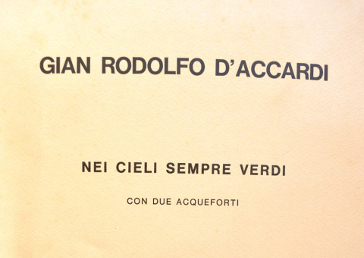 GIAN RODOLFO D'ACCARDI
NEI CIELI SEMPRE VERDI
CON DUE ACQUEFORTI